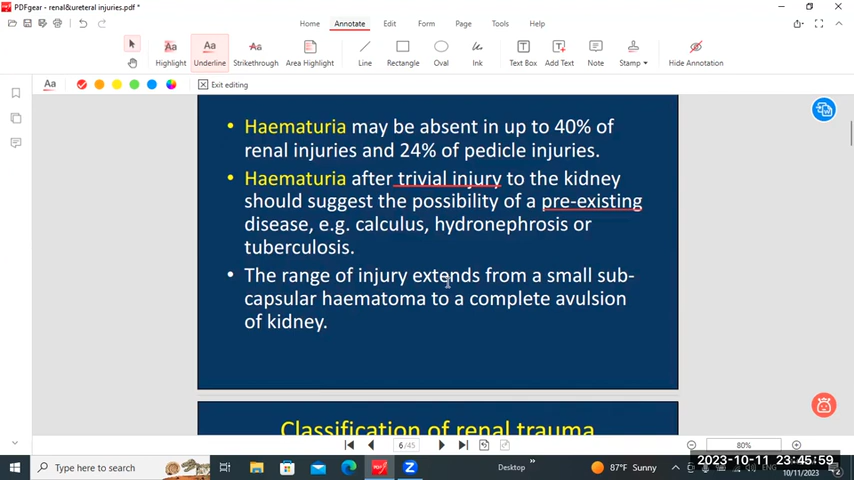 PDFgear - renal&ureteral injuries.pdf *
Home Annotate Edit Form Page Tools Help
Highlight Underline Strikethrough Area Highlight Line Rectangle Oval Ink Text Box Add Text Note Stamp Hide Annotation
Exit editing
• Haematuria may be absent in up to 40% of
renal injuries and 24% of pedicle injuries.
• Haematuria after trivial injury to the kidney
should suggest the possibility of a pre-existing
disease, e.g. calculus, hydronephrosis or
tuberculosis.
• The range of injury extends from a small sub-
capsular haematoma to a complete avulsion
of kidney.
Classification of renal trauma
6 /45
80%
2023-10-11 23:45:59
Type here to search
Desktop
87°F Sunny
10/11/2023